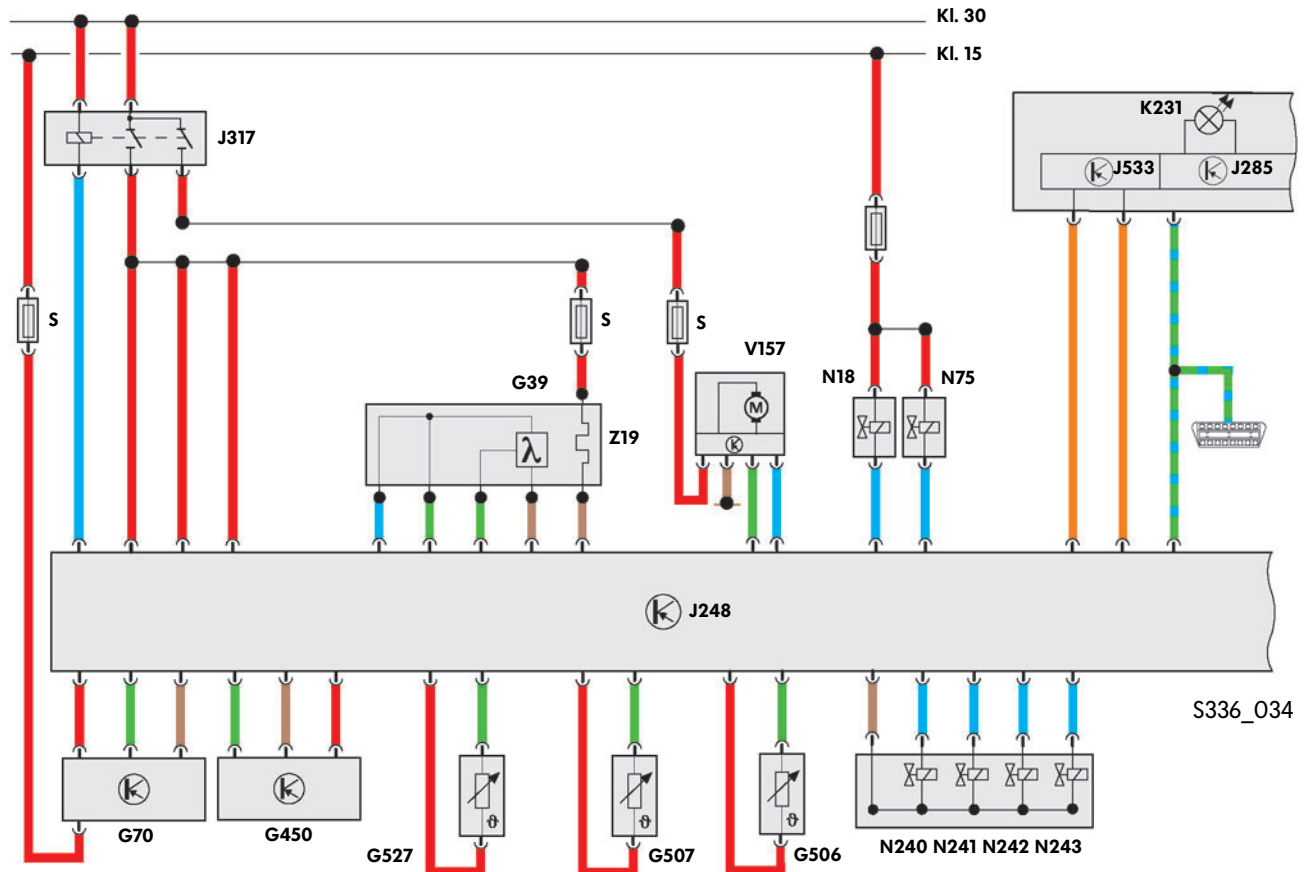 Kl. 30
Kl. 15
K231
J317
J533 J285
S
S
S
V157
N18
N75
G39
M
Z19
λ
J248
S336_034
G70
G450
ϑ
ϑ
ϑ
G527
G507
G506
N240 N241 N242 N243